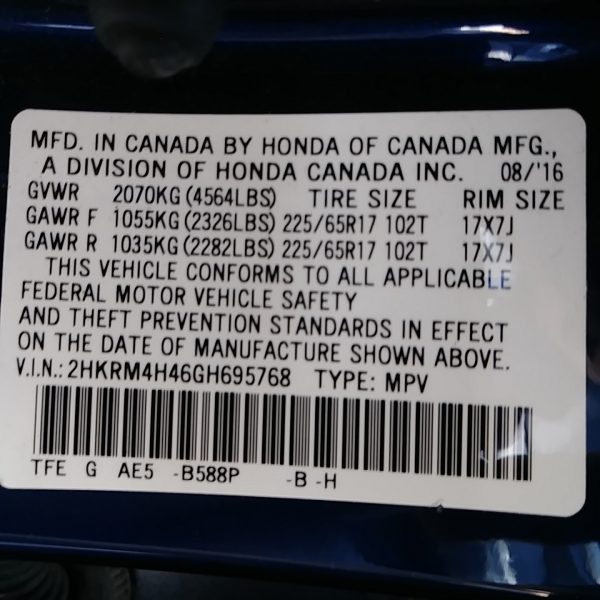 MFD. IN CANADA BY HONDA OF CANADA MFG.,
A DIVISION OF HONDA CANADA INC. 08/'16
GVWR 2070KG (4564LBS) TIRE SIZE RIM SIZE
GAWR F 1055KG (2326LBS) 225/65R17 102T 17X7J
GAWR R 1035KG (2282LBS) 225/65R17 102T 17X7J
THIS VEHICLE CONFORMS TO ALL APPLICABLE
FEDERAL MOTOR VEHICLE SAFETY
AND THEFT PREVENTION STANDARDS IN EFFECT
ON THE DATE OF MANUFACTURE SHOWN ABOVE.
V.I.N.: 2HKRM4H46GH695768 TYPE: MPV
TFE G AE5 -B588P -B -H